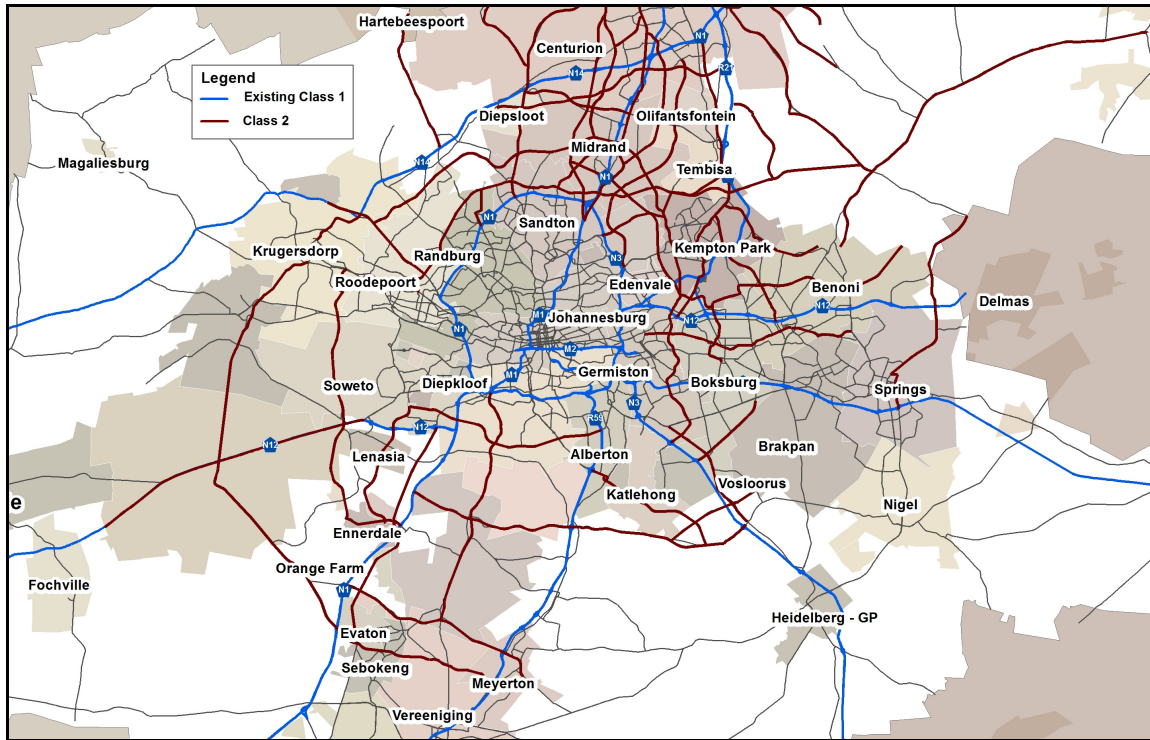 Hartebeespoort
Centurion
N1
N14
R21
Legend
Existing Class 1
Class 2
Diepsloot
Olifantsfontein
Midrand
Magaliesburg
N14
Tembisa
N1
N1
Sandton
Krugersdorp
Randburg
Kempton Park
N3
Roodepoort
Edenvale
Benoni
Delmas
N12
M1
Johannesburg
N12
N1
M2
Soweto
Diepkloof
M1
Germiston
Boksburg
Springs
N3
R59
N12
N12
Lenasia
Alberton
Brakpan
Vosloorus
Katlehong
Nigel
e
Ennerdale
Orange Farm
Fochville
N1
Heidelberg - GP
Evaton
Sebokeng
Meyerton
Vereeniging